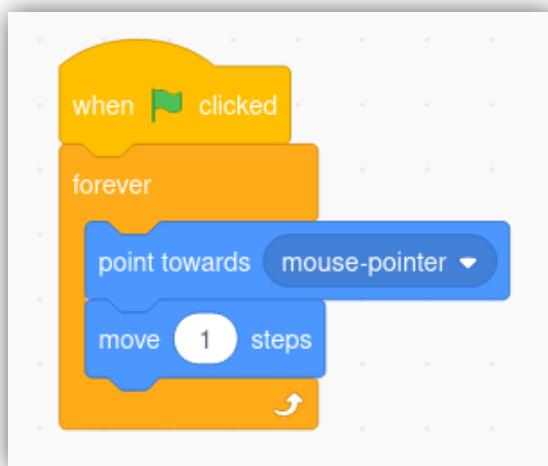 when clicked
forever
point towards mouse-pointer
move 1 steps